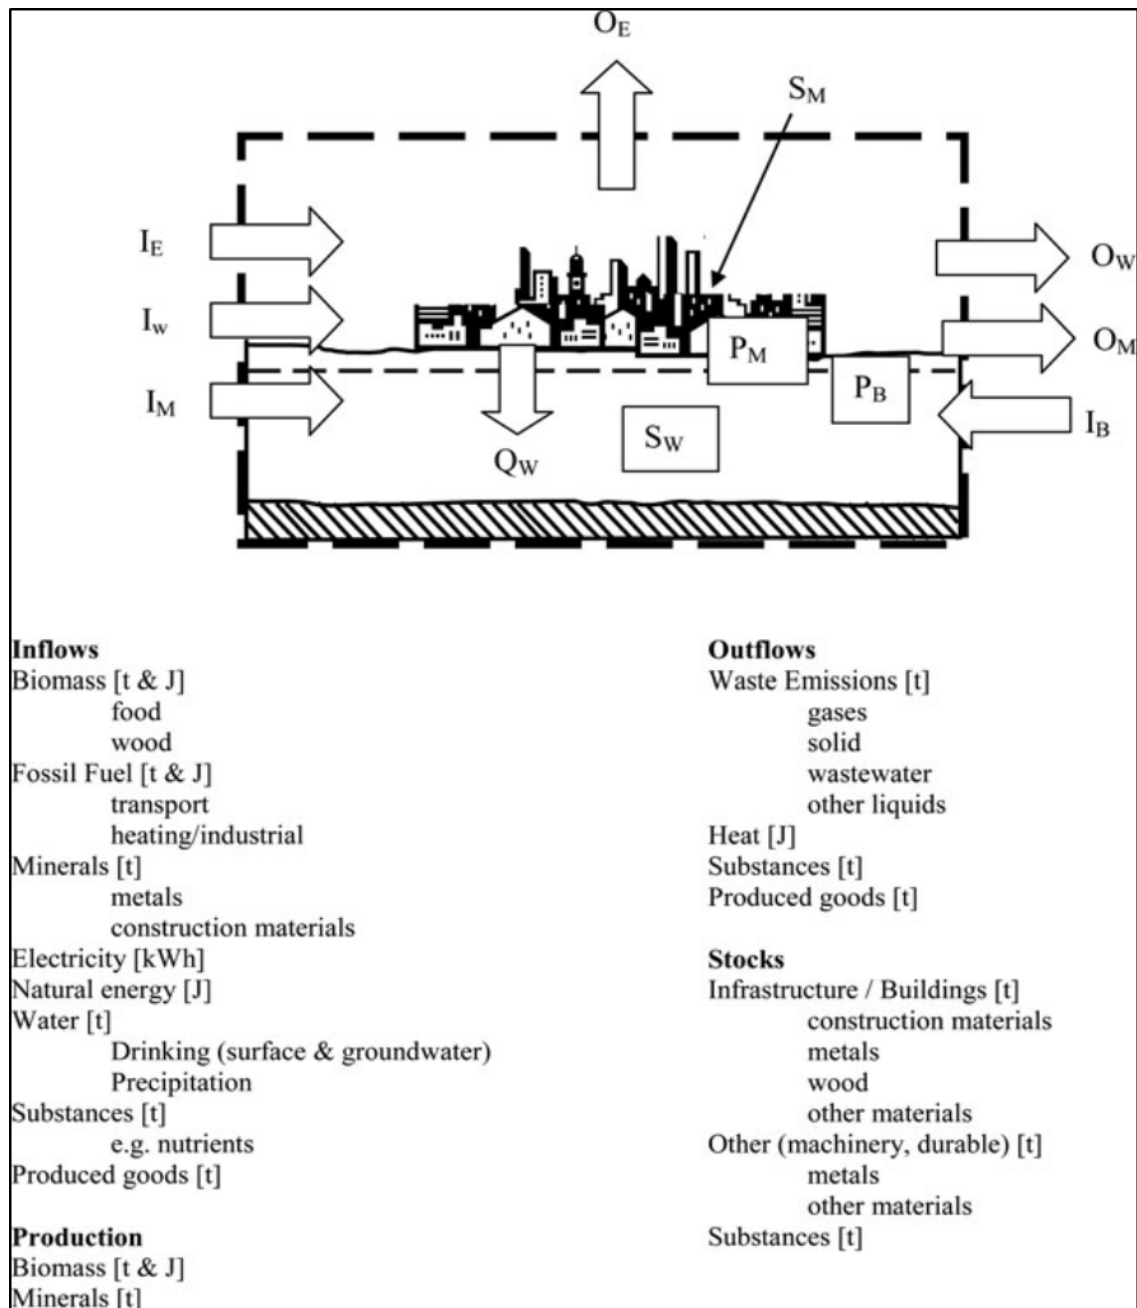 O_E
S_M
I_E
O_W
I_w
O_M
P_M
I_M
P_B
I_B
S_W
Q_W
Inflows
Biomass [t & J]
food
wood
Fossil Fuel [t & J]
transport
heating/industrial
Minerals [t]
metals
construction materials
Electricity [kWh]
Natural energy [J]
Water [t]
Drinking (surface & groundwater)
Precipitation
Substances [t]
e.g. nutrients
Produced goods [t]
Production
Biomass [t & J]
Minerals [t]
Outflows
Waste Emissions [t]
gases
solid
wastewater
other liquids
Heat [J]
Substances [t]
Produced goods [t]
Stocks
Infrastructure / Buildings [t]
construction materials
metals
wood
other materials
Other (machinery, durable) [t]
metals
other materials
Substances [t]